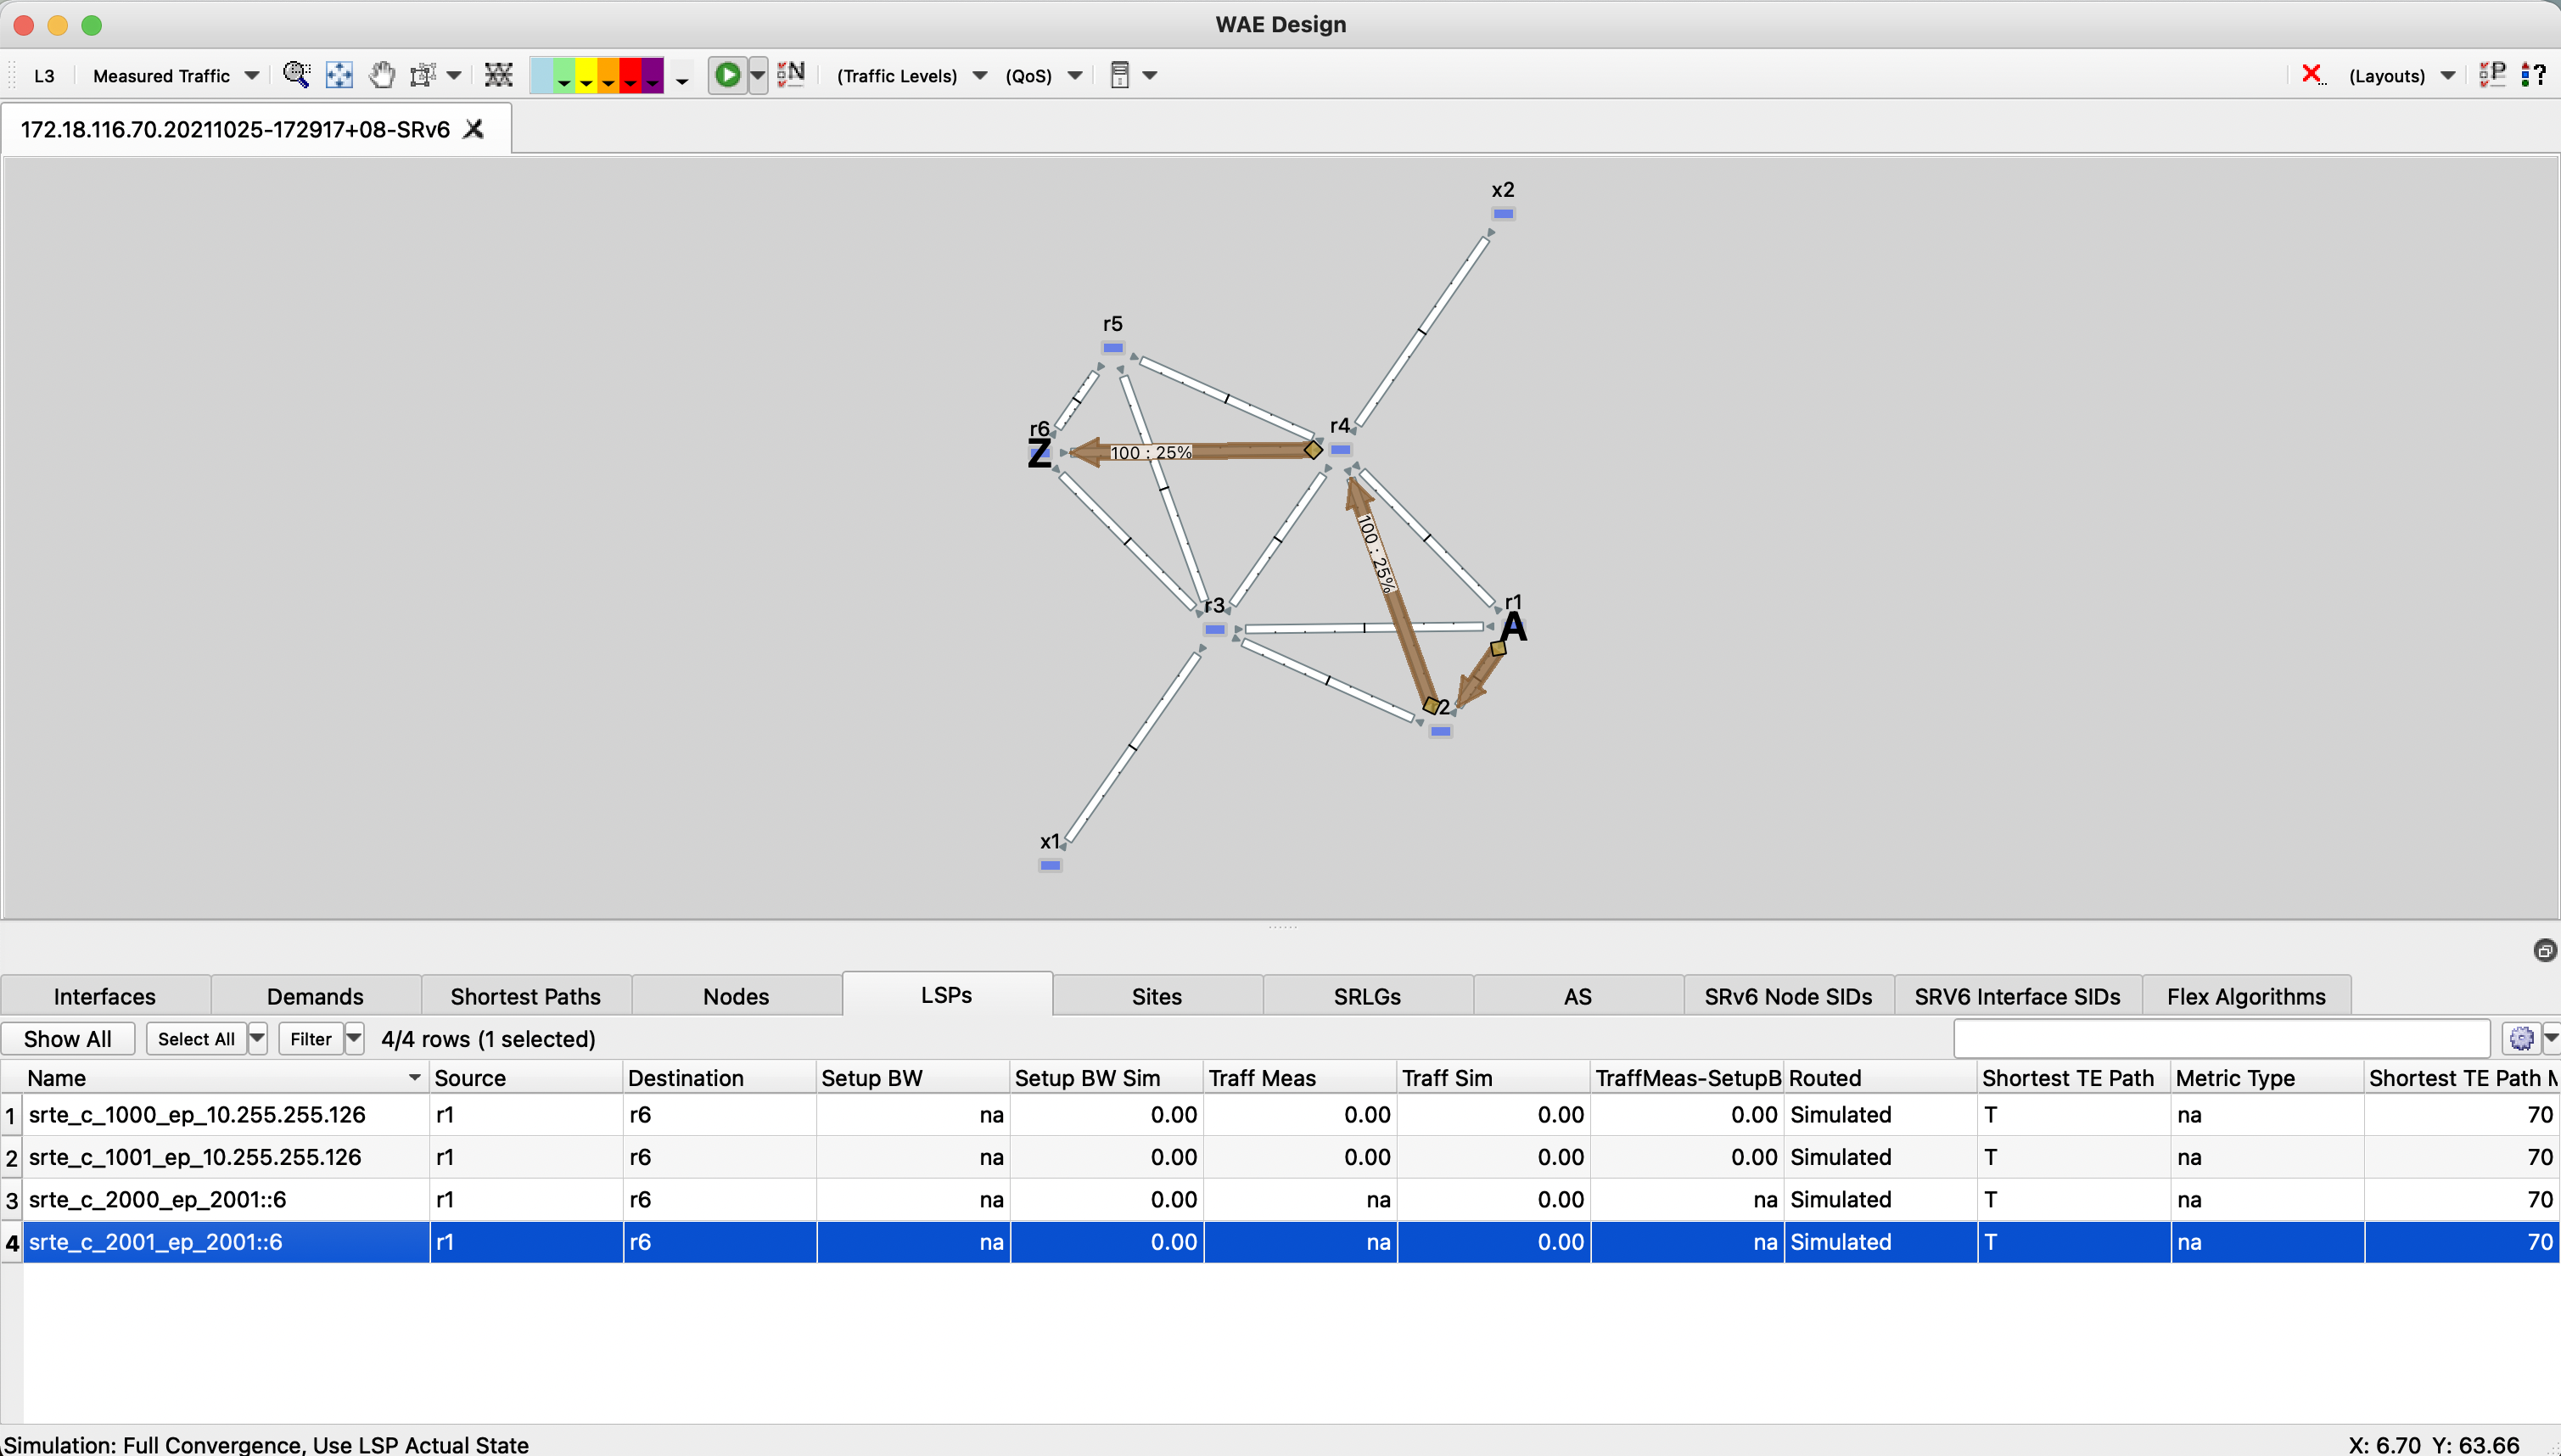 WAE Design
L3 Measured Traffic (Traffic Levels) (QoS) (Layouts)
172.18.116.70.20211025-172917+08-SRv6
x2
r5
r6
Z
100 : 25%
r4
100 : 25%
r3
r1
A
2
x1
Interfaces Demands Shortest Paths Nodes LSPs Sites SRLGs AS SRv6 Node SIDs SRV6 Interface SIDs Flex Algorithms
Show All Select All Filter 4/4 rows (1 selected)
Name Source Destination Setup BW Setup BW Sim Traff Meas Traff Sim TraffMeas-SetupB Routed Shortest TE Path Metric Type Shortest TE Path M
1 srte_c_1000_ep_10.255.255.126 r1 r6 na 0.00 0.00 0.00 0.00 Simulated T na 70
2 srte_c_1001_ep_10.255.255.126 r1 r6 na 0.00 0.00 0.00 0.00 Simulated T na 70
3 srte_c_2000_ep_2001::6 r1 r6 na 0.00 na 0.00 na Simulated T na 70
4 srte_c_2001_ep_2001::6 r1 r6 na 0.00 na 0.00 na Simulated T na 70
Simulation: Full Convergence, Use LSP Actual State X: 6.70 Y: 63.66